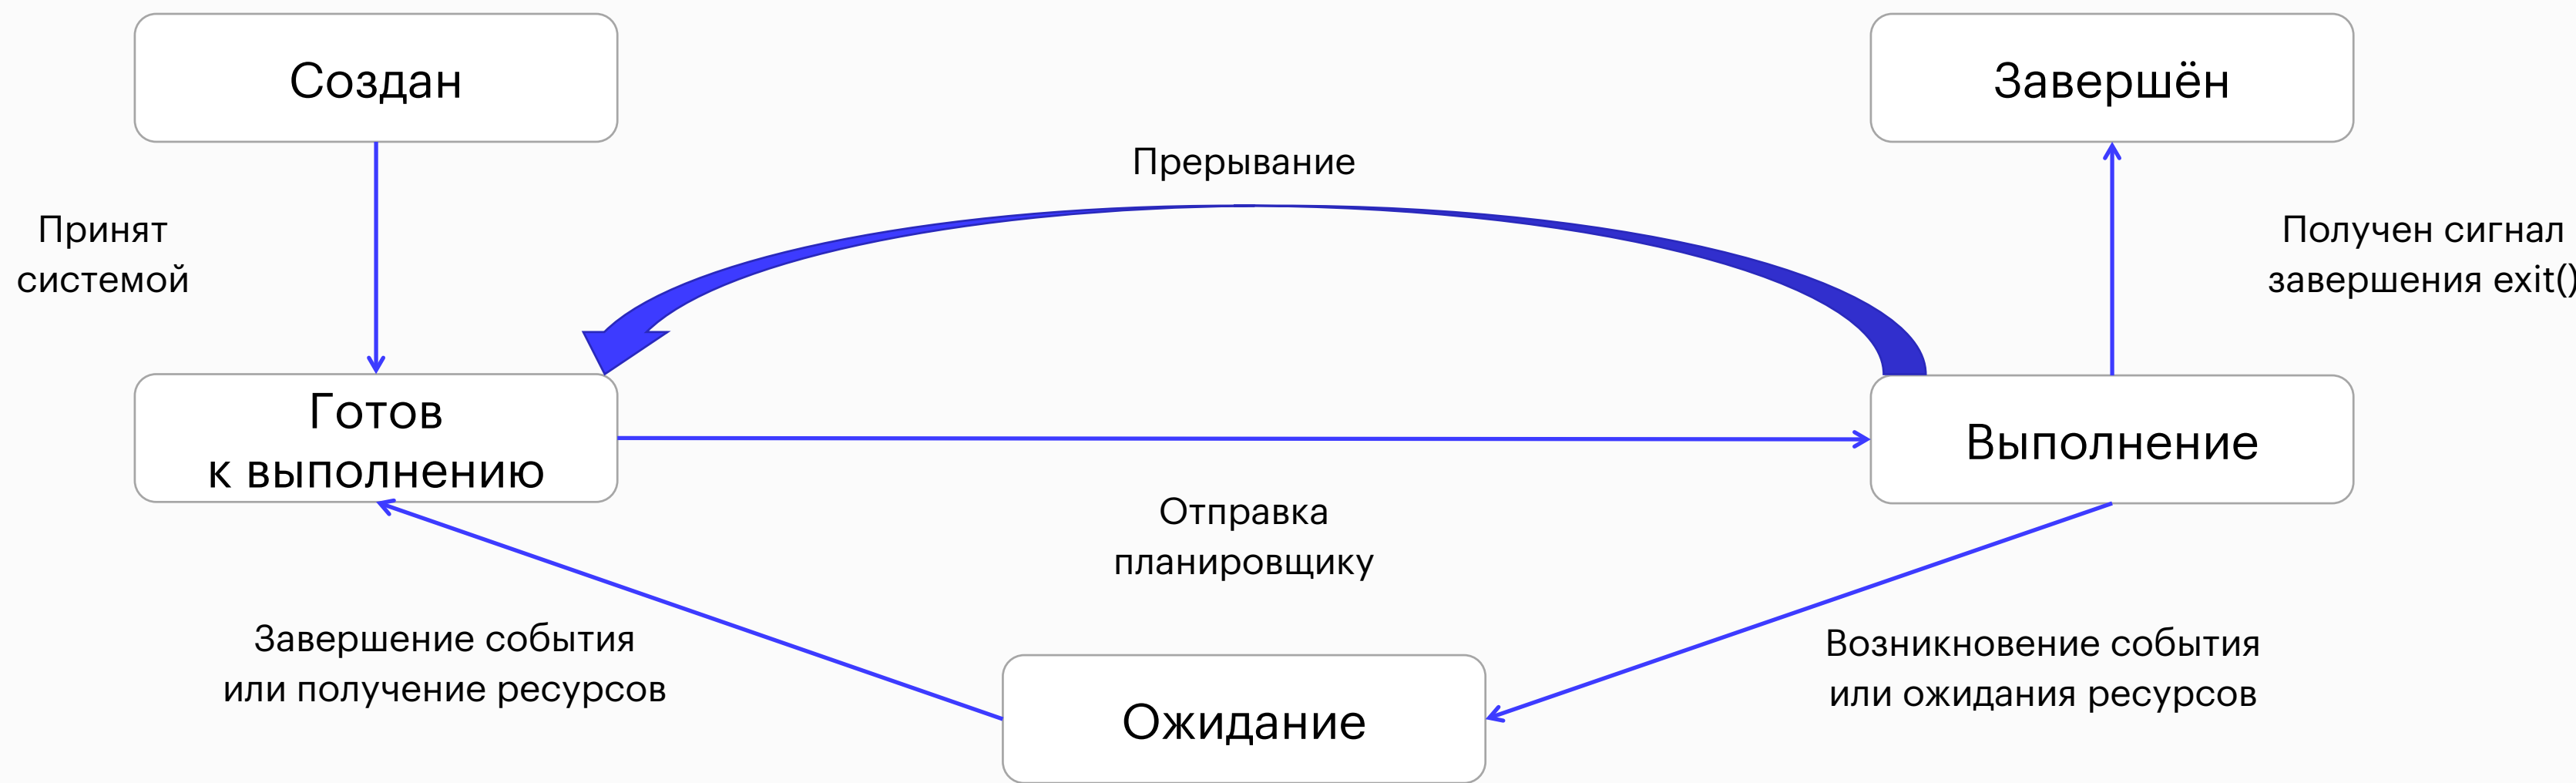 Создан
Завершён
Прерывание
Принят
системой
Получен сигнал
завершения exit()
Готов
к выполнению
Выполнение
Отправка
планировщику
Завершение события
или получение ресурсов
Возникновение события
или ожидания ресурсов
Ожидание